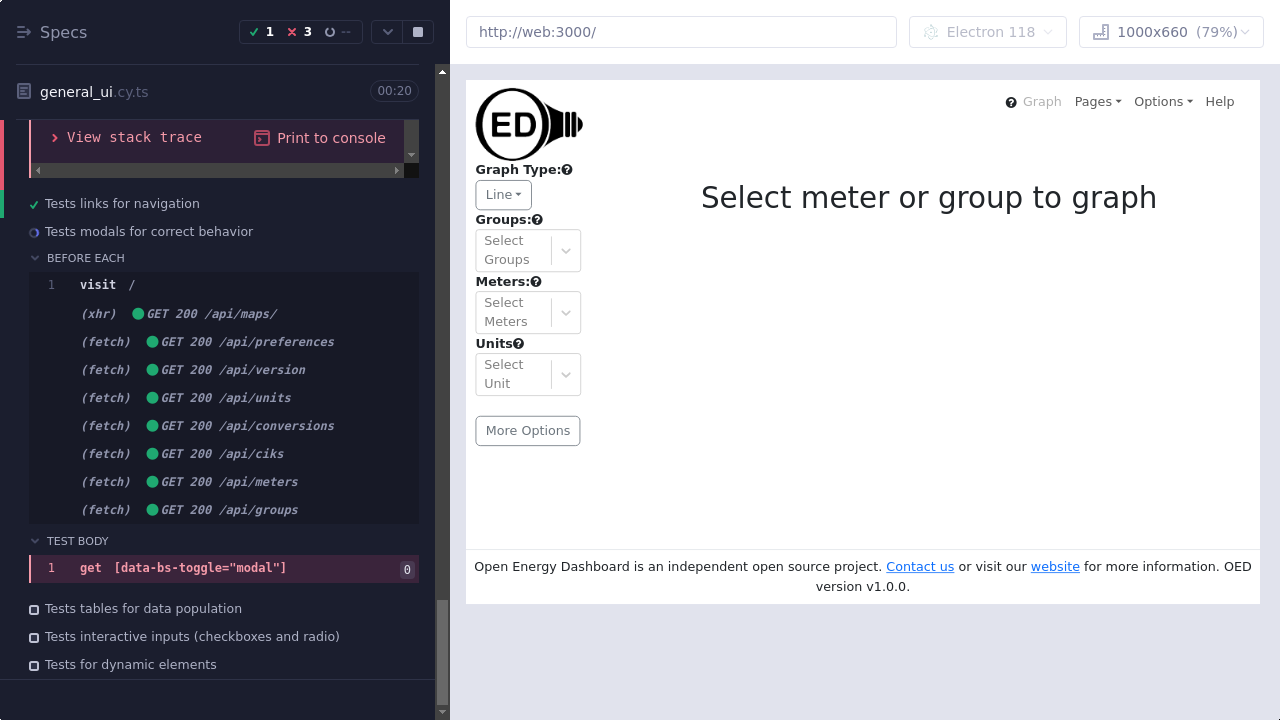 Specs
1
3
--
general_ui.cy.ts
00:20
View stack trace
Print to console
Tests links for navigation
Tests modals for correct behavior
BEFORE EACH
1 visit /
(xhr) GET 200 /api/maps/
(fetch) GET 200 /api/preferences
(fetch) GET 200 /api/version
(fetch) GET 200 /api/units
(fetch) GET 200 /api/conversions
(fetch) GET 200 /api/ciks
(fetch) GET 200 /api/meters
(fetch) GET 200 /api/groups
TEST BODY
1 get [data-bs-toggle="modal"] 0
Tests tables for data population
Tests interactive inputs (checkboxes and radio)
Tests for dynamic elements
http://web:3000/
Electron 118
1000x660 (79%)
ED
Graph
Pages
Options
Help
Graph Type:
Line
Groups:
Select
Groups
Meters:
Select
Meters
Units
Select
Unit
More Options
Select meter or group to graph
Open Energy Dashboard is an independent open source project. Contact us or visit our website for more information. OED
version v1.0.0.